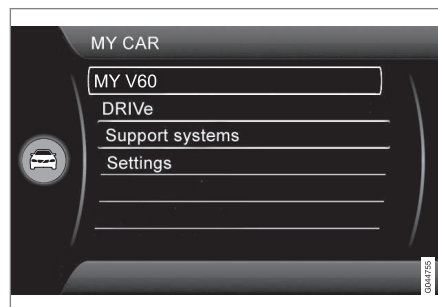 MY CAR
MY V60
DRIVe
Support systems
Settings
G044755